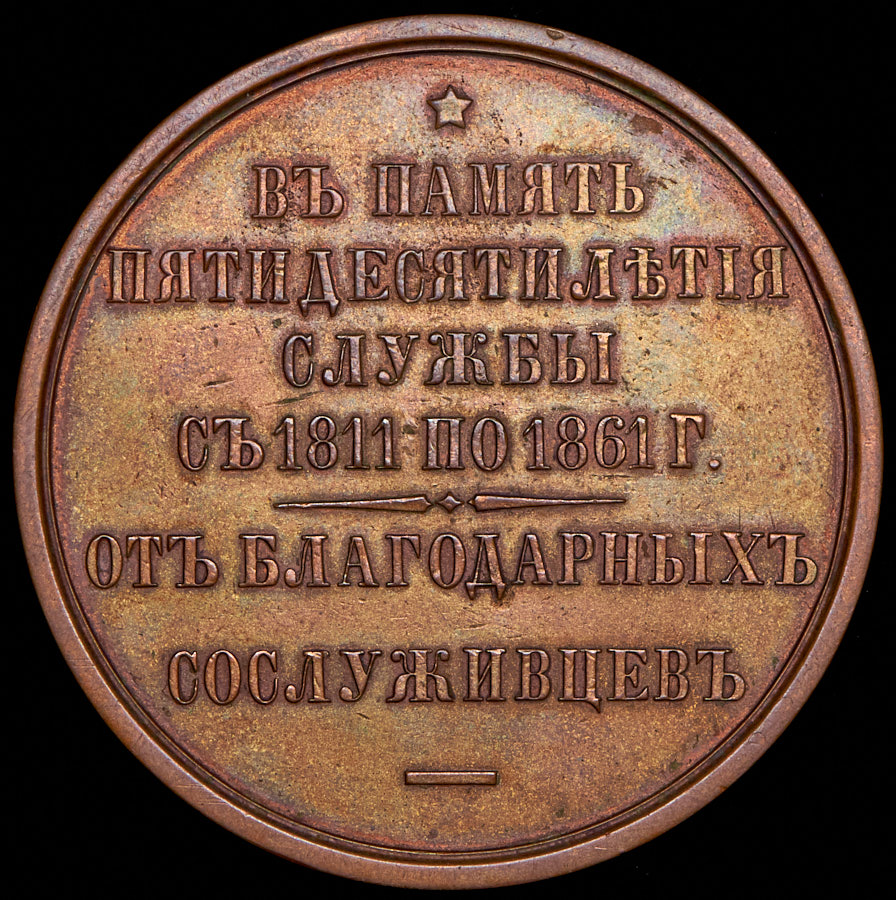 ВЪ ПАМЯТЬ
ПЯТИДЕСЯТИЛѢТІЯ
СЛУЖБЫ
СЪ 1811 ПО 1861 Г.
ОТЪ БЛАГОДАРНЫХЪ
СОСЛУЖИВЦЕВЪ